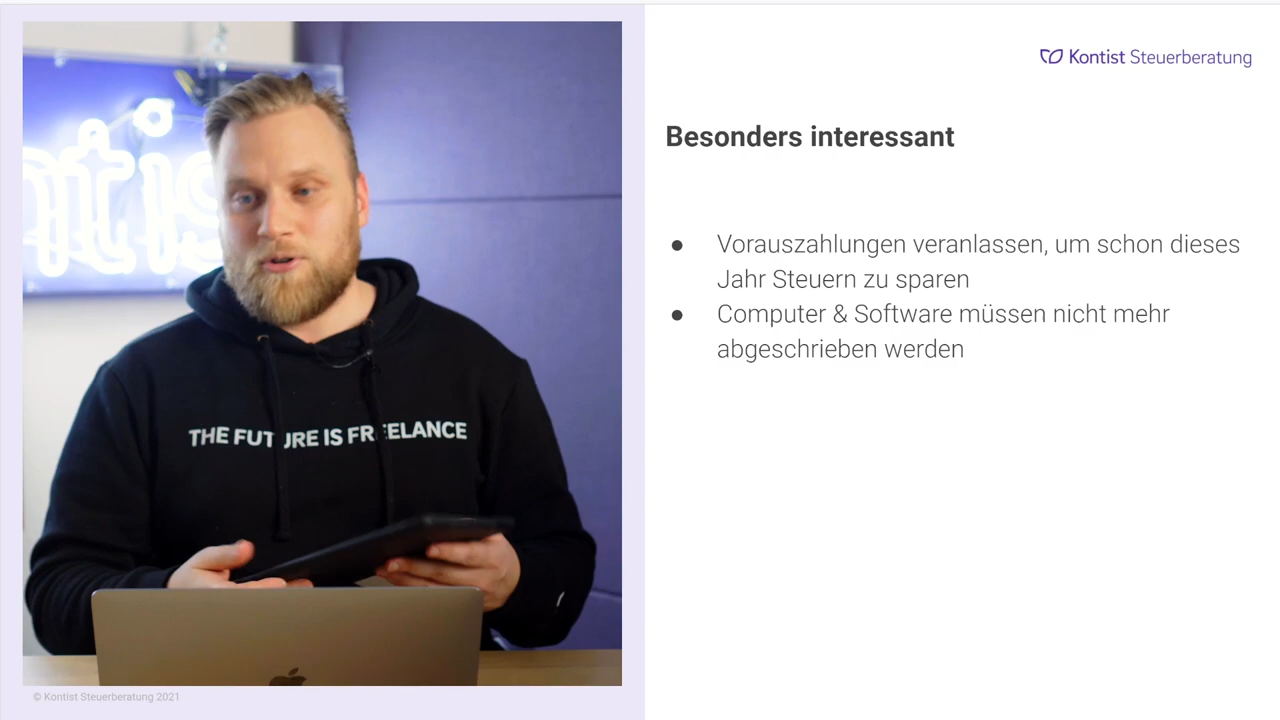 Kontist Steuerberatung
Besonders interessant
● Vorauszahlungen veranlassen, um schon dieses
Jahr Steuern zu sparen
● Computer & Software müssen nicht mehr
abgeschrieben werden
THE FUTURE IS FREELANCE
© Kontist Steuerberatung 2021